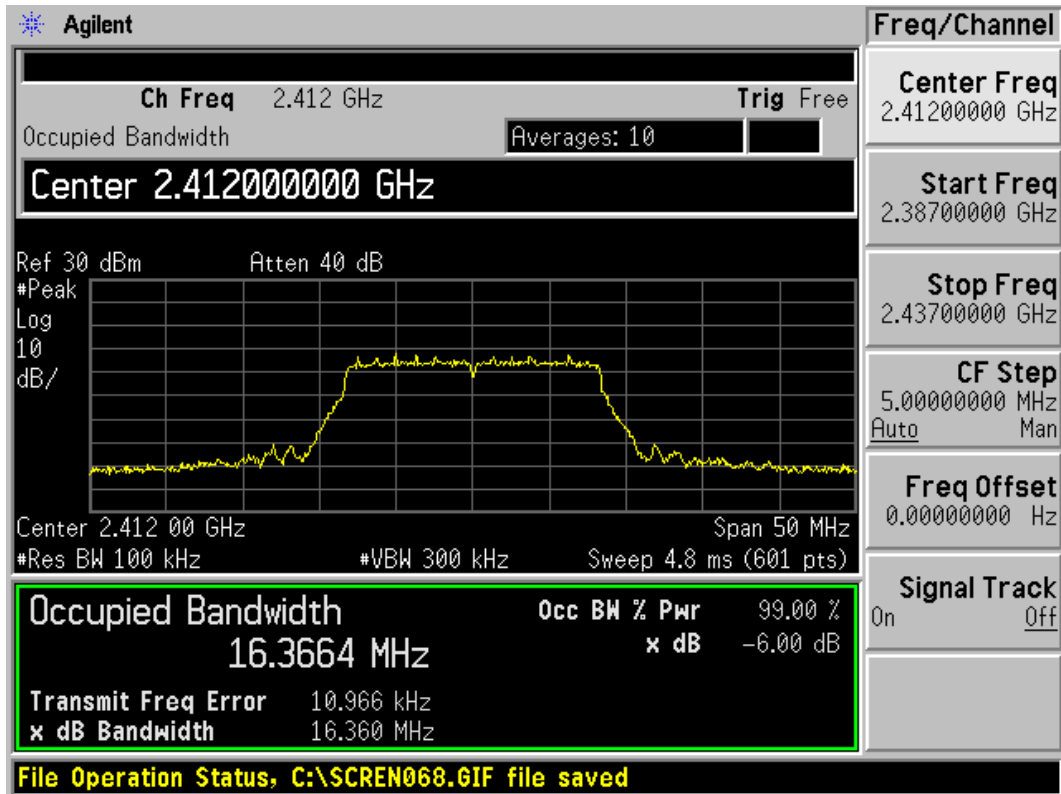 Agilent
Freq/Channel
Ch Freq 2.412 GHz Trig Free
Occupied Bandwidth Averages: 10
Center 2.412000000 GHz
Ref 30 dBm Atten 40 dB
#Peak
Log
10
dB/
Center 2.412 00 GHz Span 50 MHz
#Res BW 100 kHz #VBW 300 kHz Sweep 4.8 ms (601 pts)
Occupied Bandwidth Occ BW % Pwr 99.00 %
16.3664 MHz x dB -6.00 dB
Transmit Freq Error 10.966 kHz
x dB Bandwidth 16.360 MHz
File Operation Status, C:\SCREN068.GIF file saved
Center Freq
2.41200000 GHz
Start Freq
2.38700000 GHz
Stop Freq
2.43700000 GHz
CF Step
5.00000000 MHz
Auto Man
Freq Offset
0.00000000 Hz
Signal Track
On Off